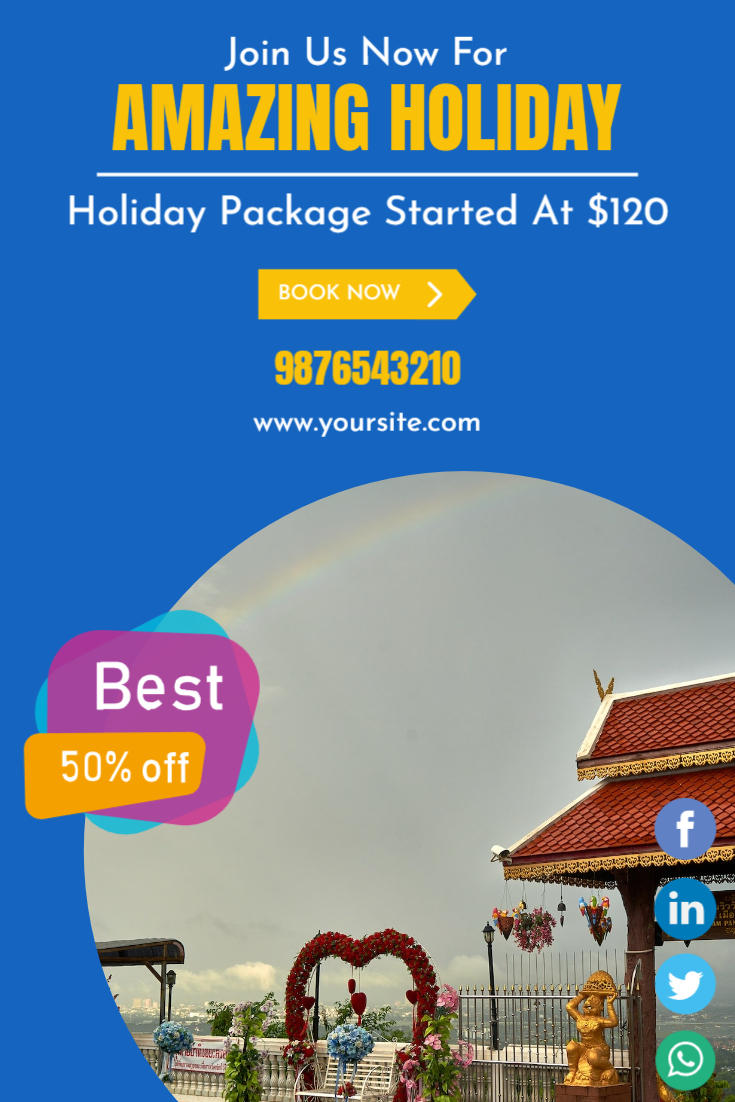 Join Us Now For
AMAZING HOLIDAY
Holiday Package Started At $120
BOOK NOW
9876543210
www.yoursite.com
Best
50% off
f
in